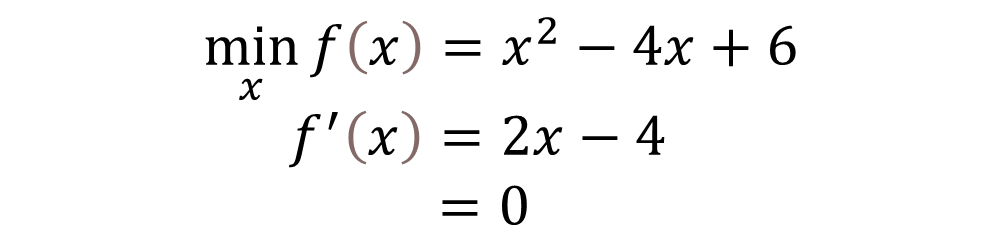 min f(x) = x² − 4x + 6
x
f′(x) = 2x − 4
= 0